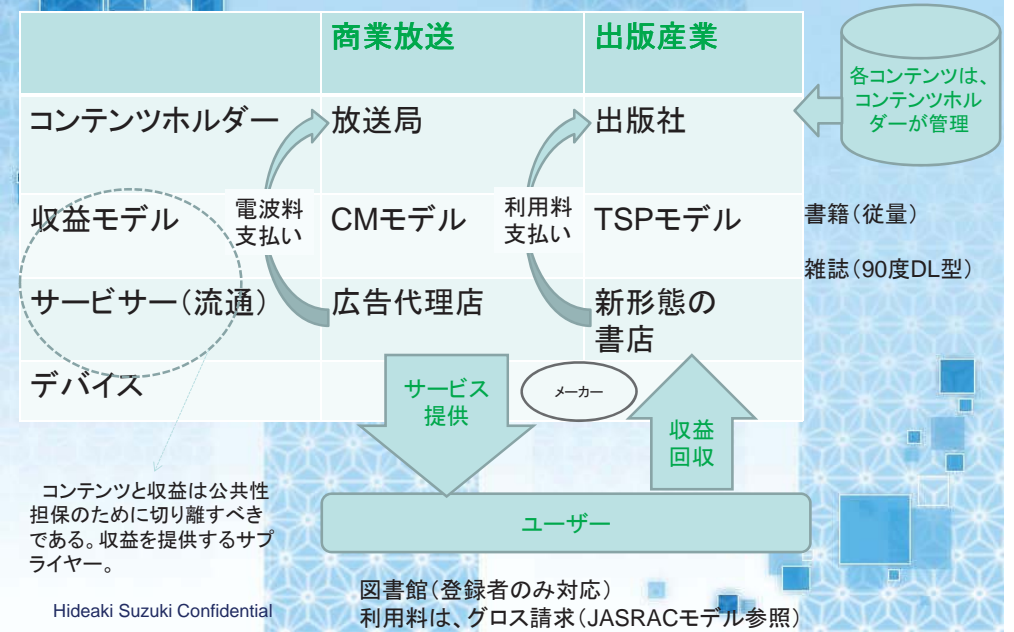 商業放送
出版産業
各コンテンツは、
コンテンツホル
ダーが管理
コンテンツホルダー
放送局
出版社
収益モデル
電波料
支払い
CMモデル
利用料
支払い
TSPモデル
書籍（従量）
雑誌（90度DL型）
サービサー（流通）
広告代理店
新形態の
書店
デバイス
サービス
提供
メーカー
収益
回収
コンテンツと収益は公共性
担保のために切り離すべき
である。収益を提供するサプ
ライヤー。
ユーザー
図書館（登録者のみ対応）
利用料は、グロス請求（JASRACモデル参照）
Hideaki Suzuki Confidential